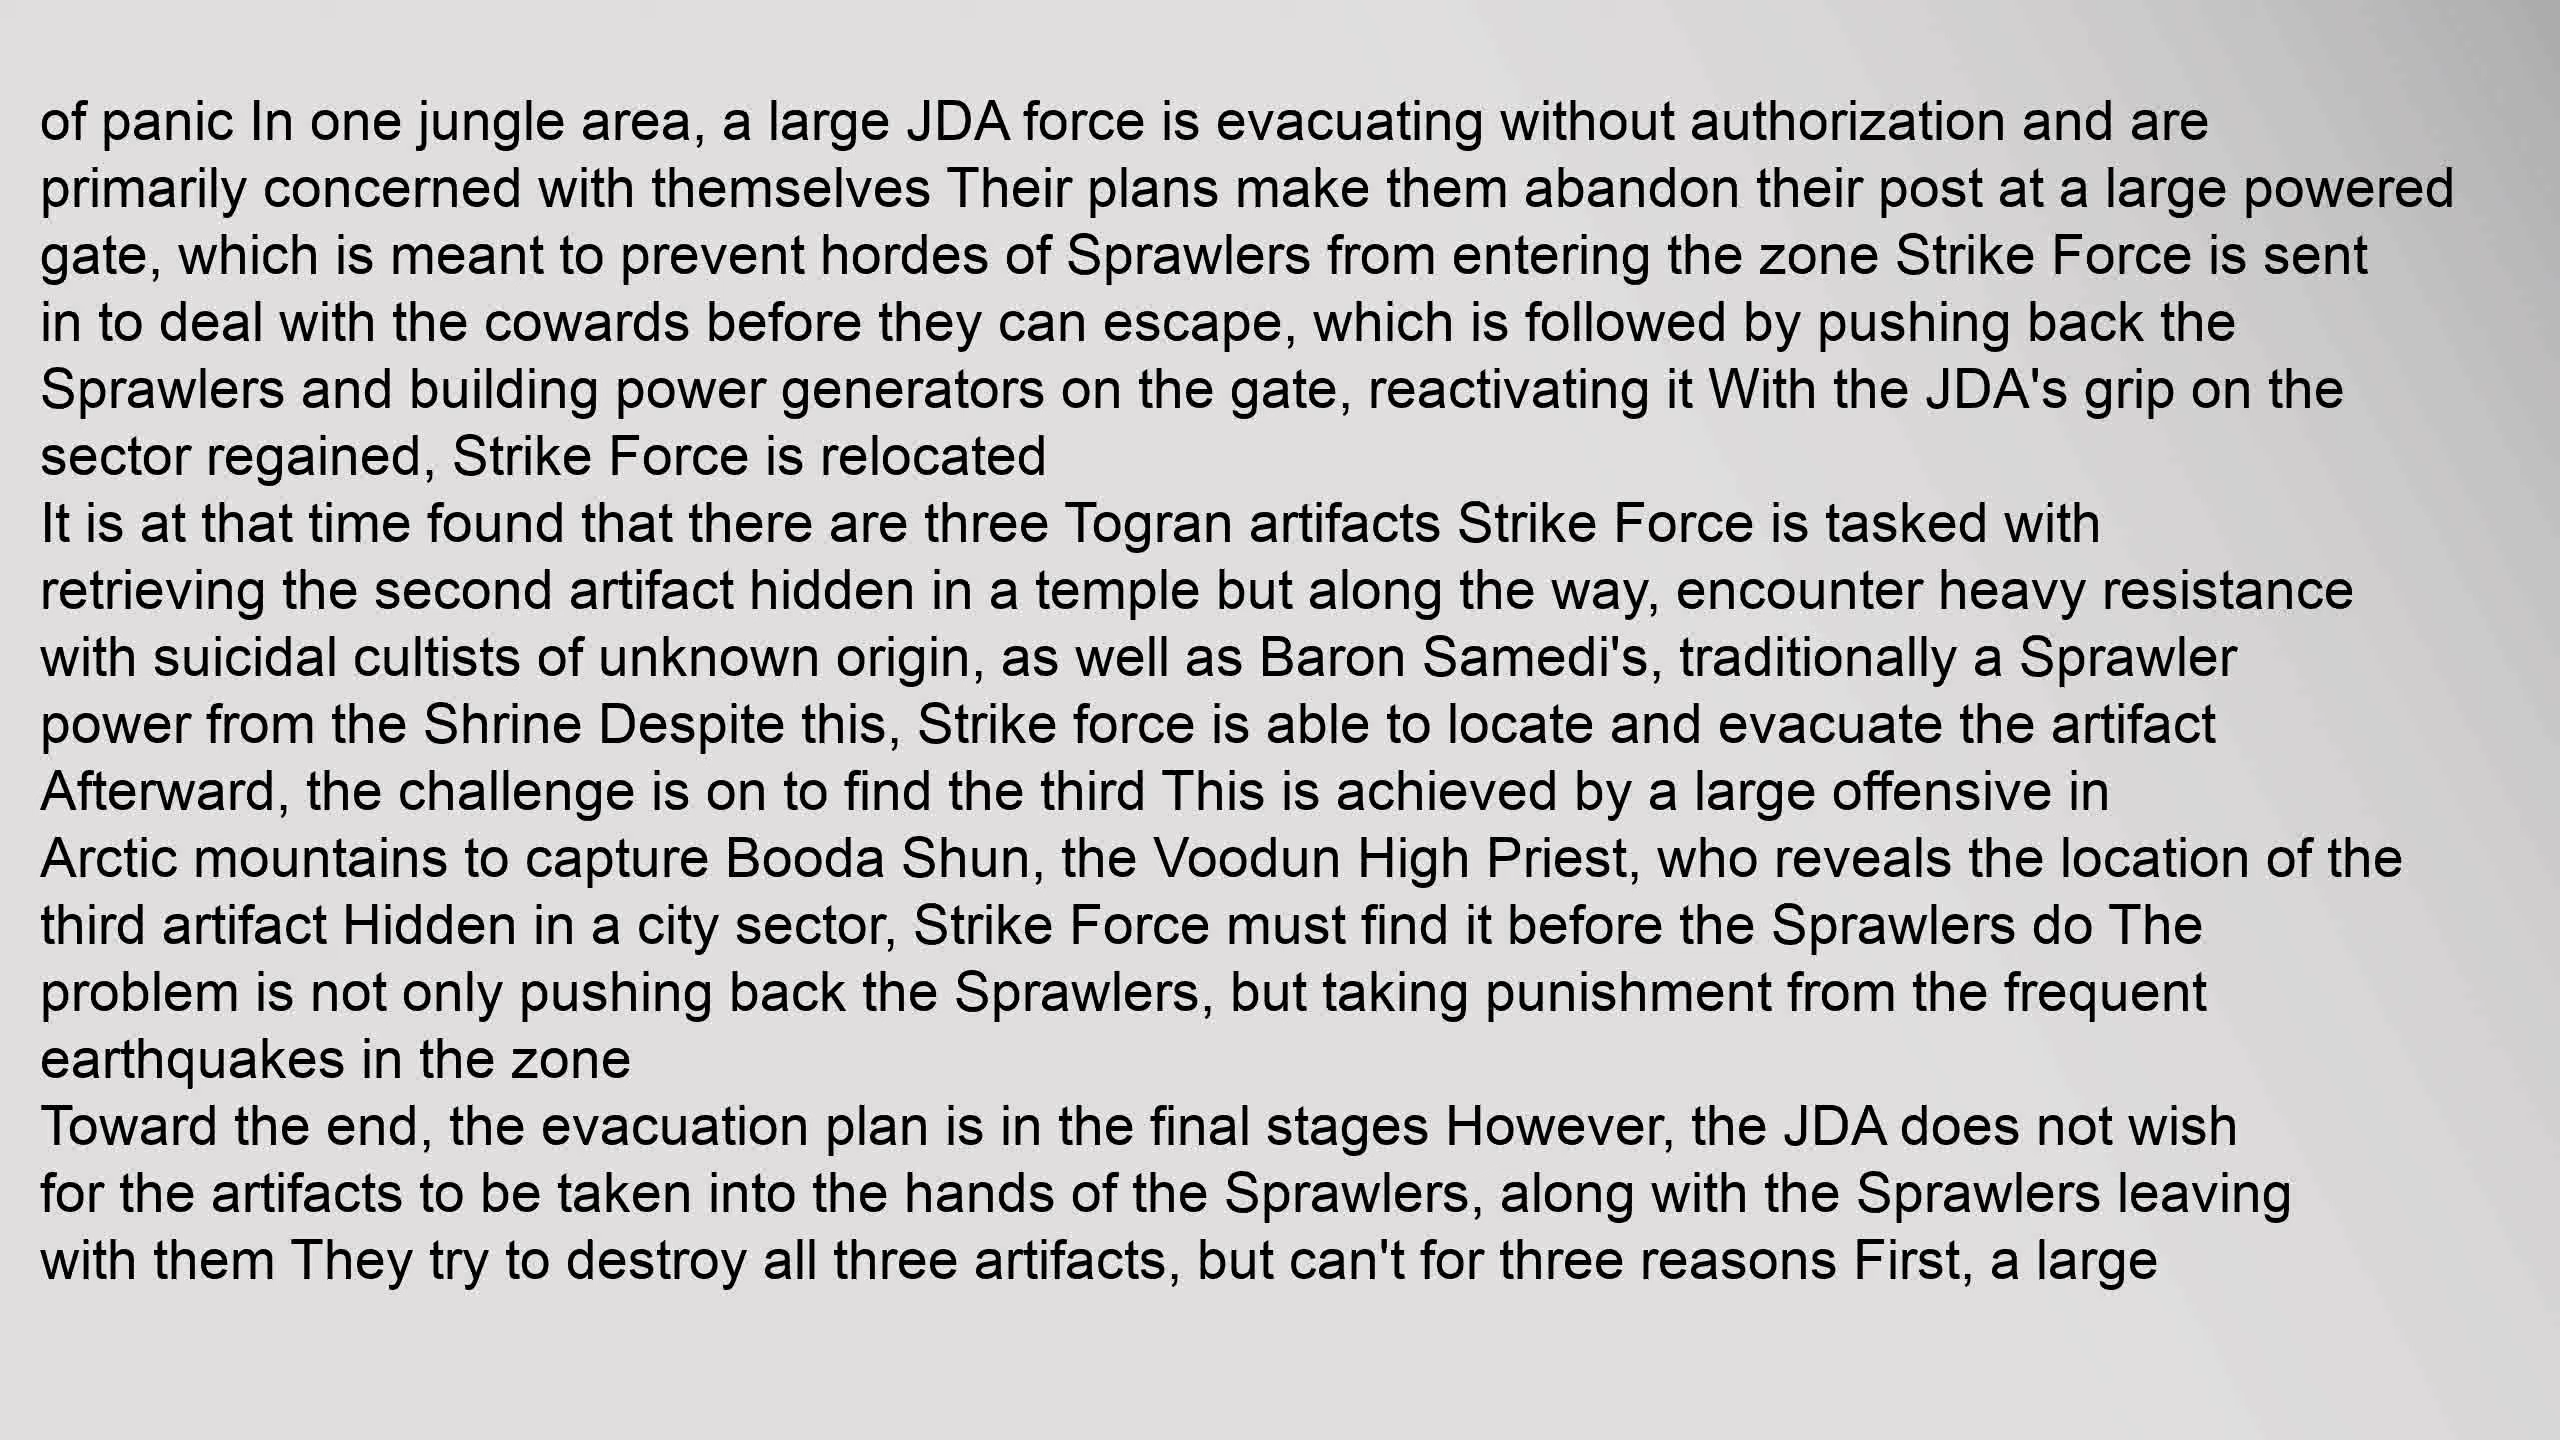 of panic In one jungle area, a large JDA force is evacuating without authorization and are
primarily concerned with themselves Their plans make them abandon their post at a large powered
gate, which is meant to prevent hordes of Sprawlers from entering the zone Strike Force is sent
in to deal with the cowards before they can escape, which is followed by pushing back the
Sprawlers and building power generators on the gate, reactivating it With the JDA's grip on the
sector regained, Strike Force is relocated
It is at that time found that there are three Togran artifacts Strike Force is tasked with
retrieving the second artifact hidden in a temple but along the way, encounter heavy resistance
with suicidal cultists of unknown origin, as well as Baron Samedi's, traditionally a Sprawler
power from the Shrine Despite this, Strike force is able to locate and evacuate the artifact
Afterward, the challenge is on to find the third This is achieved by a large offensive in
Arctic mountains to capture Booda Shun, the Voodun High Priest, who reveals the location of the
third artifact Hidden in a city sector, Strike Force must find it before the Sprawlers do The
problem is not only pushing back the Sprawlers, but taking punishment from the frequent
earthquakes in the zone
Toward the end, the evacuation plan is in the final stages However, the JDA does not wish
for the artifacts to be taken into the hands of the Sprawlers, along with the Sprawlers leaving
with them They try to destroy all three artifacts, but can't for three reasons First, a large